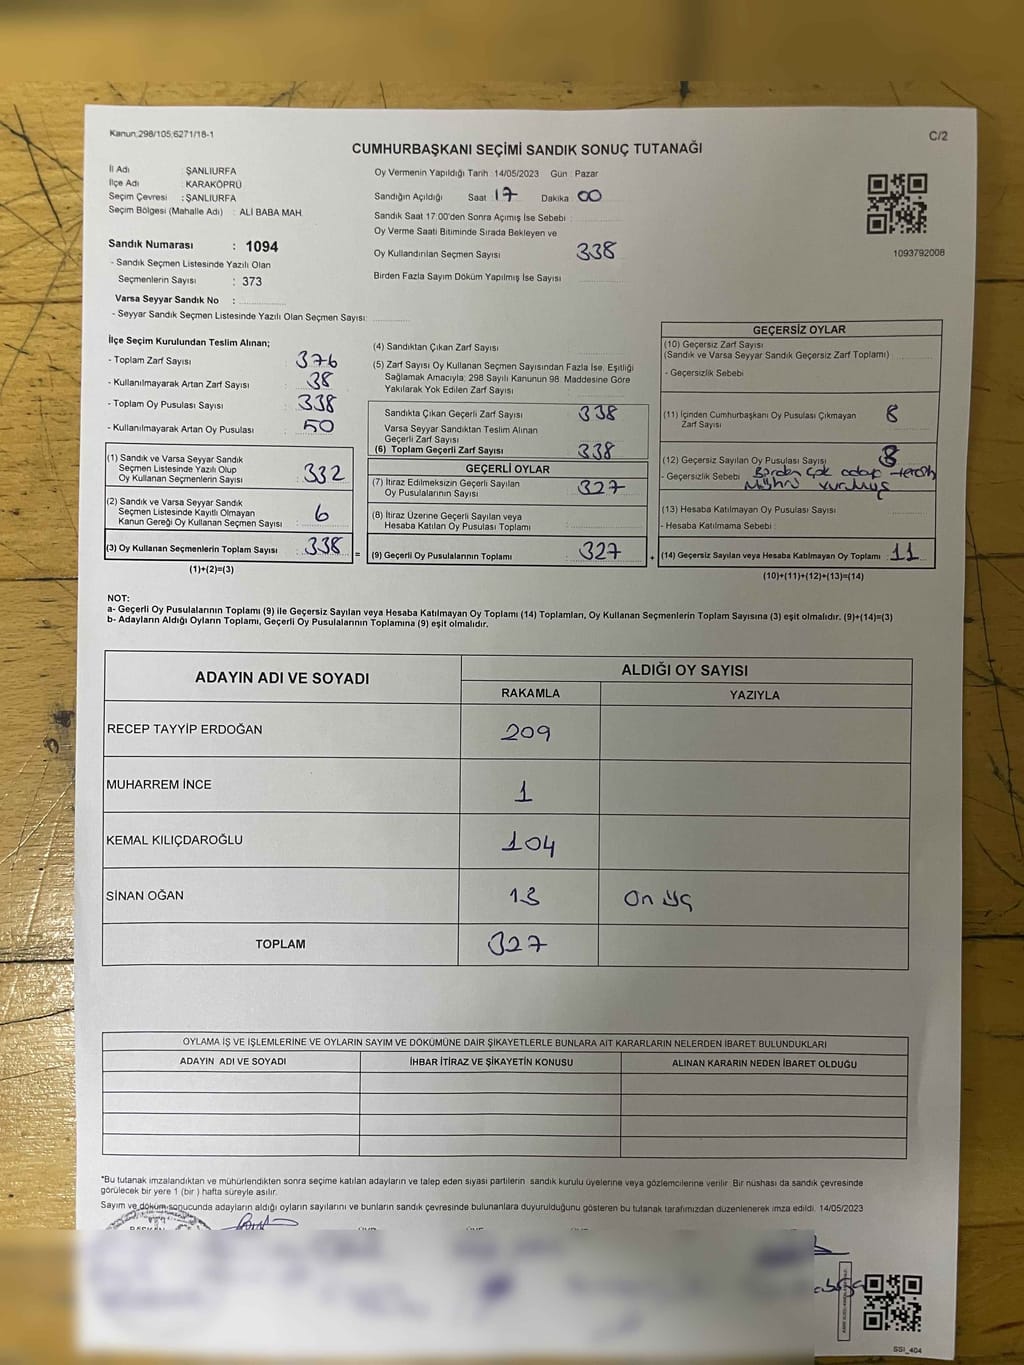 Kanun:298/105;6271/18-1
C/2
CUMHURBAŞKANI SEÇİMİ SANDIK SONUÇ TUTANAĞI
İl Adı : ŞANLIURFA
İlçe Adı : KARAKÖPRÜ
Seçim Çevresi : ŞANLIURFA
Seçim Bölgesi (Mahalle Adı) : ALİ BABA MAH.
Sandık Numarası : 1094
- Sandık Seçmen Listesinde Yazılı Olan
Seçmenlerin Sayısı : 373
Varsa Seyyar Sandık No :
- Seyyar Sandık Seçmen Listesinde Yazılı Olan Seçmen Sayısı:
Oy Vermenin Yapıldığı Tarih : 14/05/2023 Gün : Pazar
Sandığın Açıldığı Saat : 17 Dakika : 00
Sandık Saat 17:00'den Sonra Açımış İse Sebebi :
Oy Verme Saati Bitiminde Sırada Bekleyen ve
Oy Kullandırılan Seçmen Sayısı 338
Birden Fazla Sayım Döküm Yapılmış İse Sayısı
1093792008
İlçe Seçim Kurulundan Teslim Alınan;
- Toplam Zarf Sayısı : 376
- Kullanılmayarak Artan Zarf Sayısı : 38
- Toplam Oy Pusulası Sayısı : 338
- Kullanılmayarak Artan Oy Pusulası : 50
(1) Sandık ve Varsa Seyyar Sandık
Seçmen Listesinde Yazılı Olup
Oy Kullanan Seçmenlerin Sayısı : 332
(2) Sandık ve Varsa Seyyar Sandık
Seçmen Listesinde Kayıtlı Olmayan
Kanun Gereği Oy Kullanan Seçmen Sayısı : 6
(3) Oy Kullanan Seçmenlerin Toplam Sayısı : 338 =
(1)+(2)=(3)
(4) Sandıktan Çıkan Zarf Sayısı
(5) Zarf Sayısı Oy Kullanan Seçmen Sayısından Fazla İse, Eşitliği
Sağlamak Amacıyla; 298 Sayılı Kanunun 98. Maddesine Göre
Yakılarak Yok Edilen Zarf Sayısı
Sandıkta Çıkan Geçerli Zarf Sayısı : 338
Varsa Seyyar Sandıktan Teslim Alınan
Geçerli Zarf Sayısı
(6) Toplam Geçerli Zarf Sayısı : 338
GEÇERLİ OYLAR
(7) İtiraz Edilmeksizin Geçerli Sayılan
Oy Pusulalarının Sayısı : 327
(8) İtiraz Üzerine Geçerli Sayılan veya
Hesaba Katılan Oy Pusulası Toplamı :
(9) Geçerli Oy Pusulalarının Toplamı : 327 +
GEÇERSİZ OYLAR
(10) Geçersiz Zarf Sayısı
(Sandık ve Varsa Seyyar Sandık Geçersiz Zarf Toplamı)
- Geçersizlik Sebebi
(11) İçinden Cumhurbaşkanı Oy Pusulası Çıkmayan
Zarf Sayısı : 8
(12) Geçersiz Sayılan Oy Pusulası Sayısı
- Geçersizlik Sebebi : Birden çok aday
Mührü vurmuş
(13) Hesaba Katılmayan Oy Pusulası Sayısı
- Hesaba Katılmama Sebebi :
(14) Geçersiz Sayılan veya Hesaba Katılmayan Oy Toplamı : 11
(10)+(11)+(12)+(13)=(14)
NOT:
a- Geçerli Oy Pusulalarının Toplamı (9) ile Geçersiz Sayılan veya Hesaba Katılmayan Oy Toplamı (14) Toplamları, Oy Kullanan Seçmenlerin Toplam Sayısına (3) eşit olmalıdır. (9)+(14)=(3)
b- Adayların Aldığı Oyların Toplamı, Geçerli Oy Pusulalarının Toplamına (9) eşit olmalıdır.
ADAYIN ADI VE SOYADI
ALDIĞI OY SAYISI
RAKAMLA YAZIYLA
RECEP TAYYİP ERDOĞAN 209
MUHARREM İNCE 1
KEMAL KILIÇDAROĞLU 104
SİNAN OĞAN 13 On üç
TOPLAM 327
OYLAMA İŞ VE İŞLEMLERİNE VE OYLARIN SAYIM VE DÖKÜMÜNE DAİR ŞİKAYETLERLE BUNLARA AİT KARARLARIN NELERDEN İBARET BULUNDUKLARI
ADAYIN ADI VE SOYADI İHBAR İTİRAZ VE ŞİKAYETİN KONUSU ALINAN KARARIN NEDEN İBARET OLDUĞU
*Bu tutanak imzalandıktan ve mühürlendikten sonra seçime katılan adayların ve talep eden siyası partilerin sandık kurulu üyelerine veya gözlemcilerine verilir. Bir nüshası da sandık çevresinde
görülecek bir yere 1 (bir ) hafta süreyle asılır.
Sayım ve döküm sonucunda adayların aldığı oyların sayılarını ve bunların sandık çevresinde bulunanlara duyurulduğunu gösteren bu tutanak tarafımızdan düzenlenerek imza edildi. 14/05/2023
SSI_404